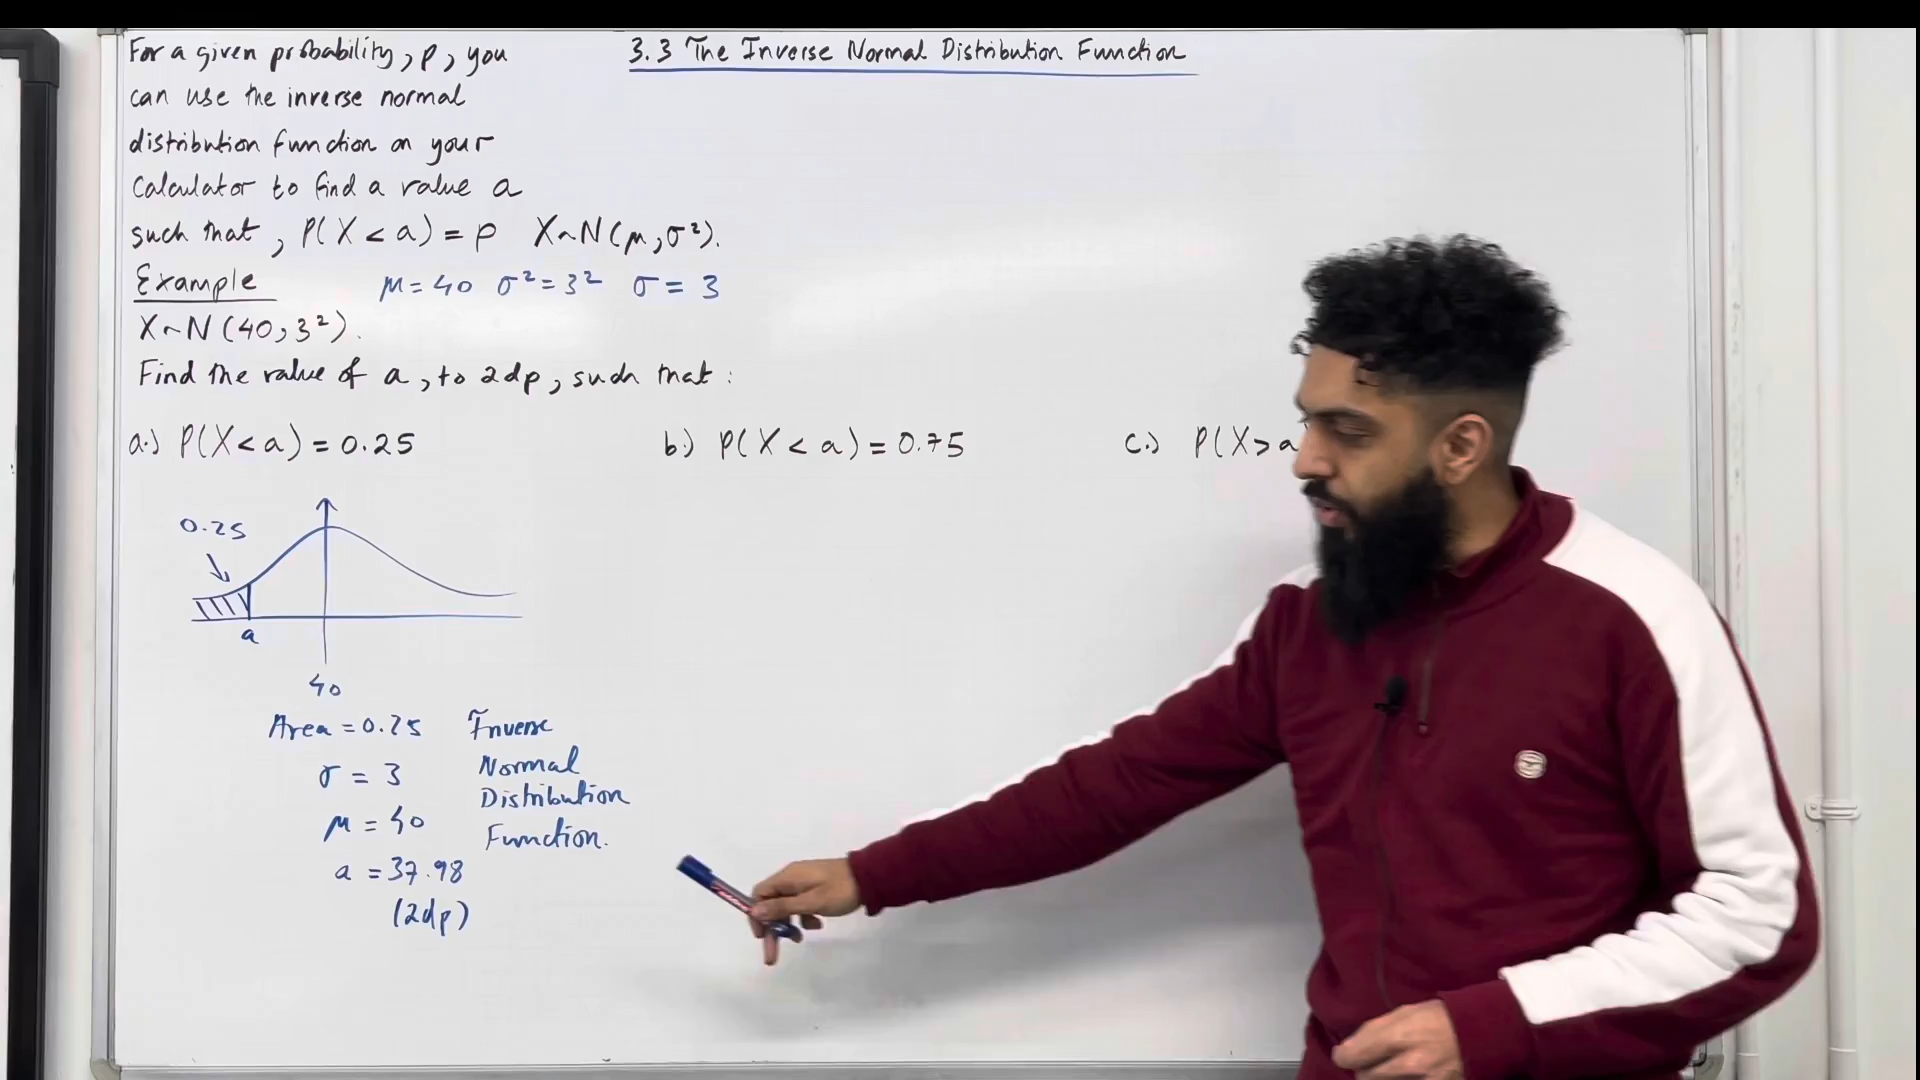 For a given probability, p, you
can use the inverse normal
distribution function on your
calculator to find a value a
such that, P(X < a) = p X~N(μ, σ²).
3.3 The Inverse Normal Distribution Function
Example
μ = 40 σ² = 3² σ = 3
X~N(40, 3²).
Find the value of a, to 2dp, such that:
a.) P(X < a) = 0.25
b.) P(X < a) = 0.75
c.) P(X > a
0.25
a
40
Area = 0.25
σ = 3
μ = 40
a = 37.98
(2dp)
Inverse
Normal
Distribution
Function.